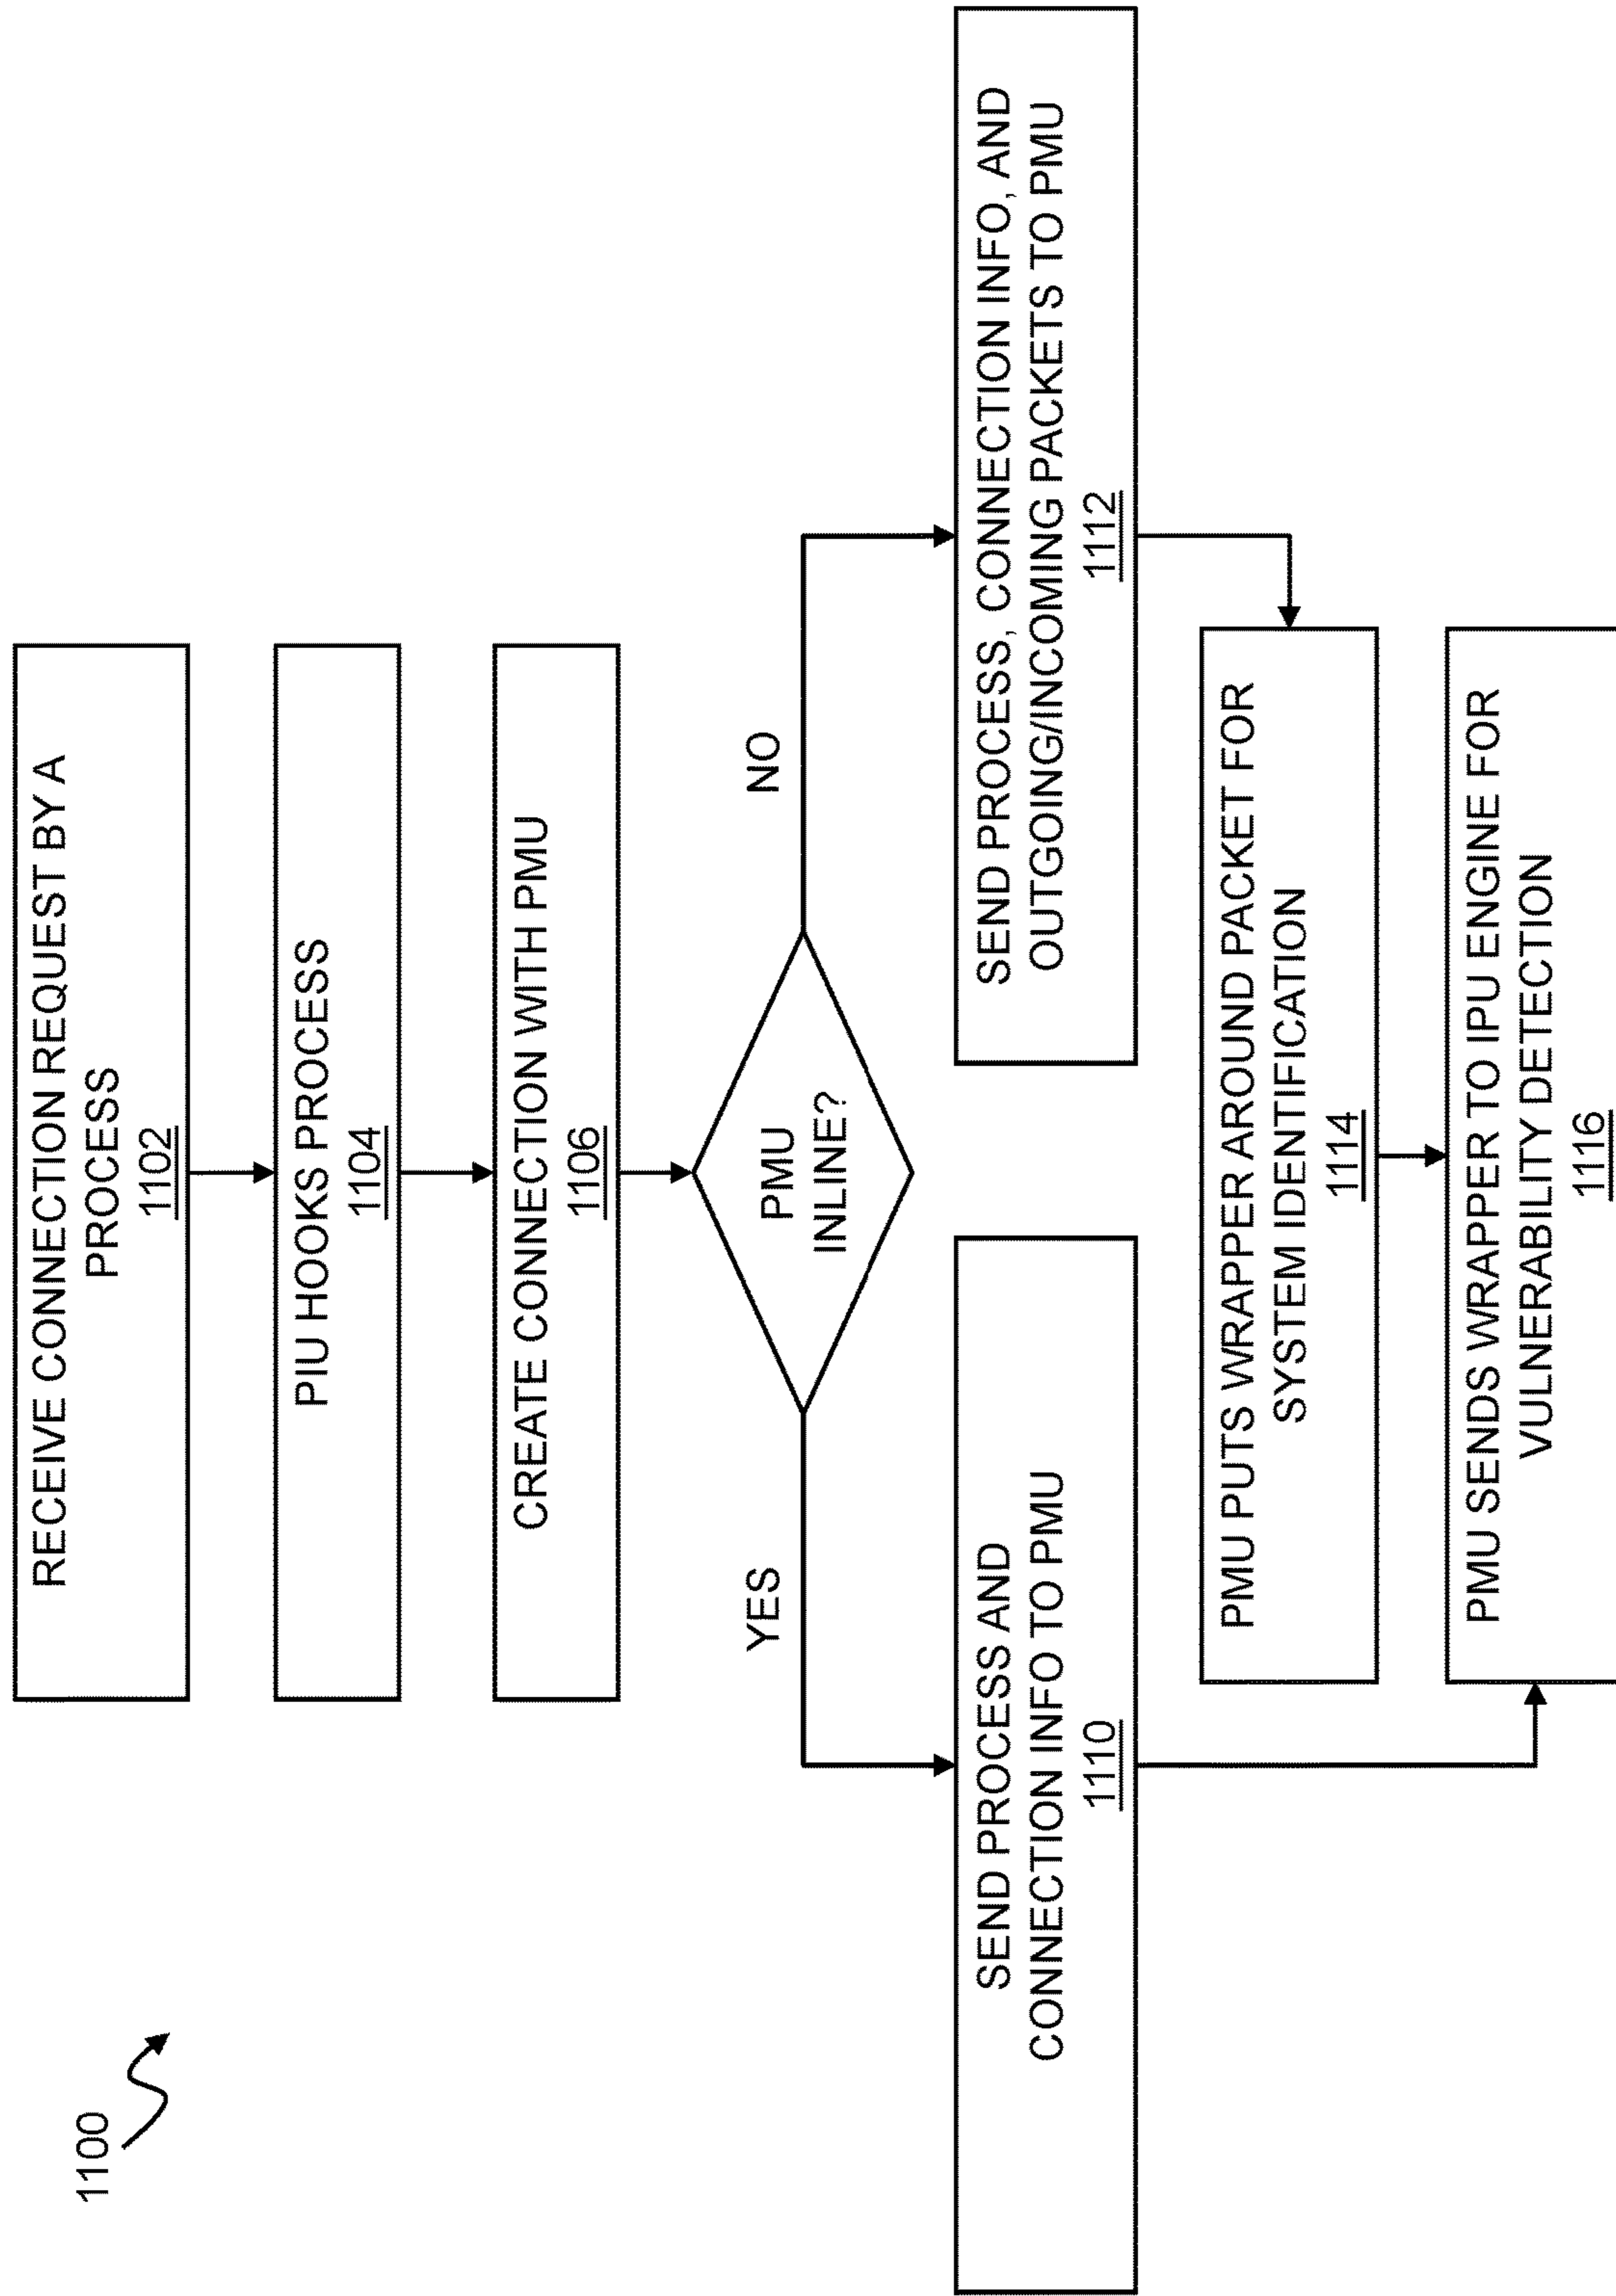 1100
RECEIVE CONNECTION REQUEST BY A
PROCESS
1102
PIU HOOKS PROCESS
1104
CREATE CONNECTION WITH PMU
1106
PMU
INLINE?
YES
NO
SEND PROCESS AND
CONNECTION INFO TO PMU
1110
SEND PROCESS, CONNECTION INFO, AND
OUTGOING/INCOMING PACKETS TO PMU
1112
PMU PUTS WRAPPER AROUND PACKET FOR
SYSTEM IDENTIFICATION
1114
PMU SENDS WRAPPER TO IPU ENGINE FOR
VULNERABILITY DETECTION
1116